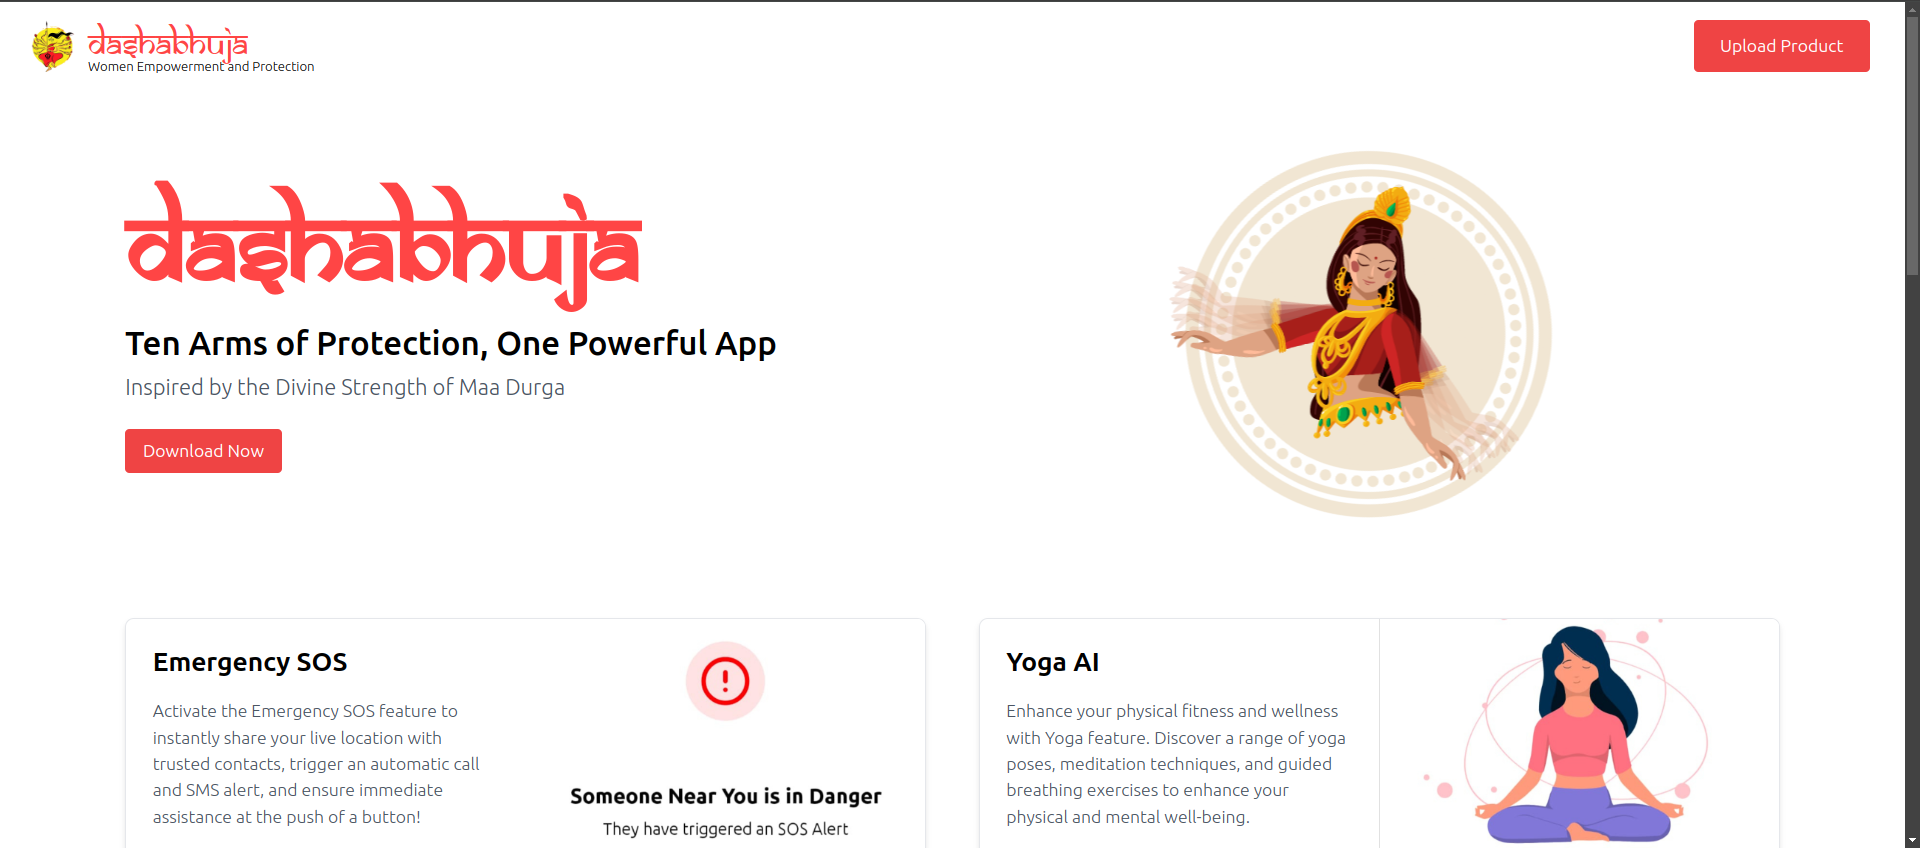 dashabhuja
Women Empowerment and Protection
Upload Product
dashabhuja
Ten Arms of Protection, One Powerful App
Inspired by the Divine Strength of Maa Durga
Download Now
Emergency SOS
Activate the Emergency SOS feature to
instantly share your live location with
trusted contacts, trigger an automatic call
and SMS alert, and ensure immediate
assistance at the push of a button!
Someone Near You is in Danger
They have triggered an SOS Alert
Yoga AI
Enhance your physical fitness and wellness
with Yoga feature. Discover a range of yoga
poses, meditation techniques, and guided
breathing exercises to enhance your
physical and mental well-being.